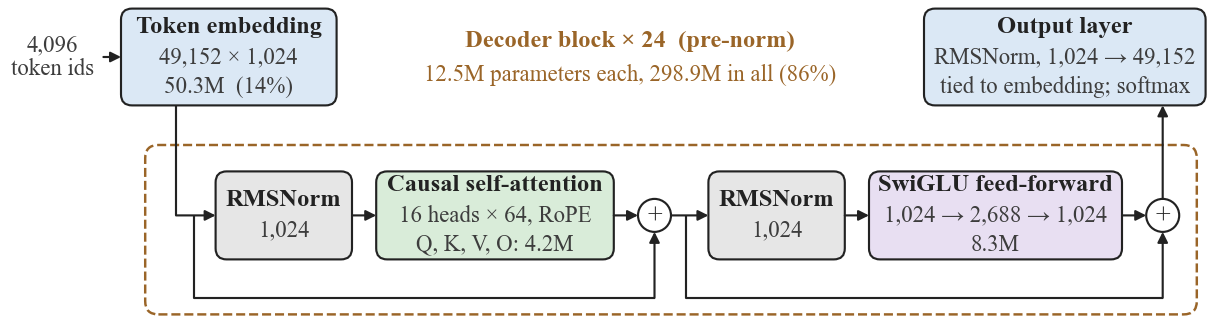 4,096
token ids
Token embedding
49,152 × 1,024
50.3M (14%)
Decoder block × 24 (pre-norm)
12.5M parameters each, 298.9M in all (86%)
Output layer
RMSNorm, 1,024 → 49,152
tied to embedding; softmax
RMSNorm
1,024
Causal self-attention
16 heads × 64, RoPE
Q, K, V, O: 4.2M
+
RMSNorm
1,024
SwiGLU feed-forward
1,024 → 2,688 → 1,024
8.3M
+